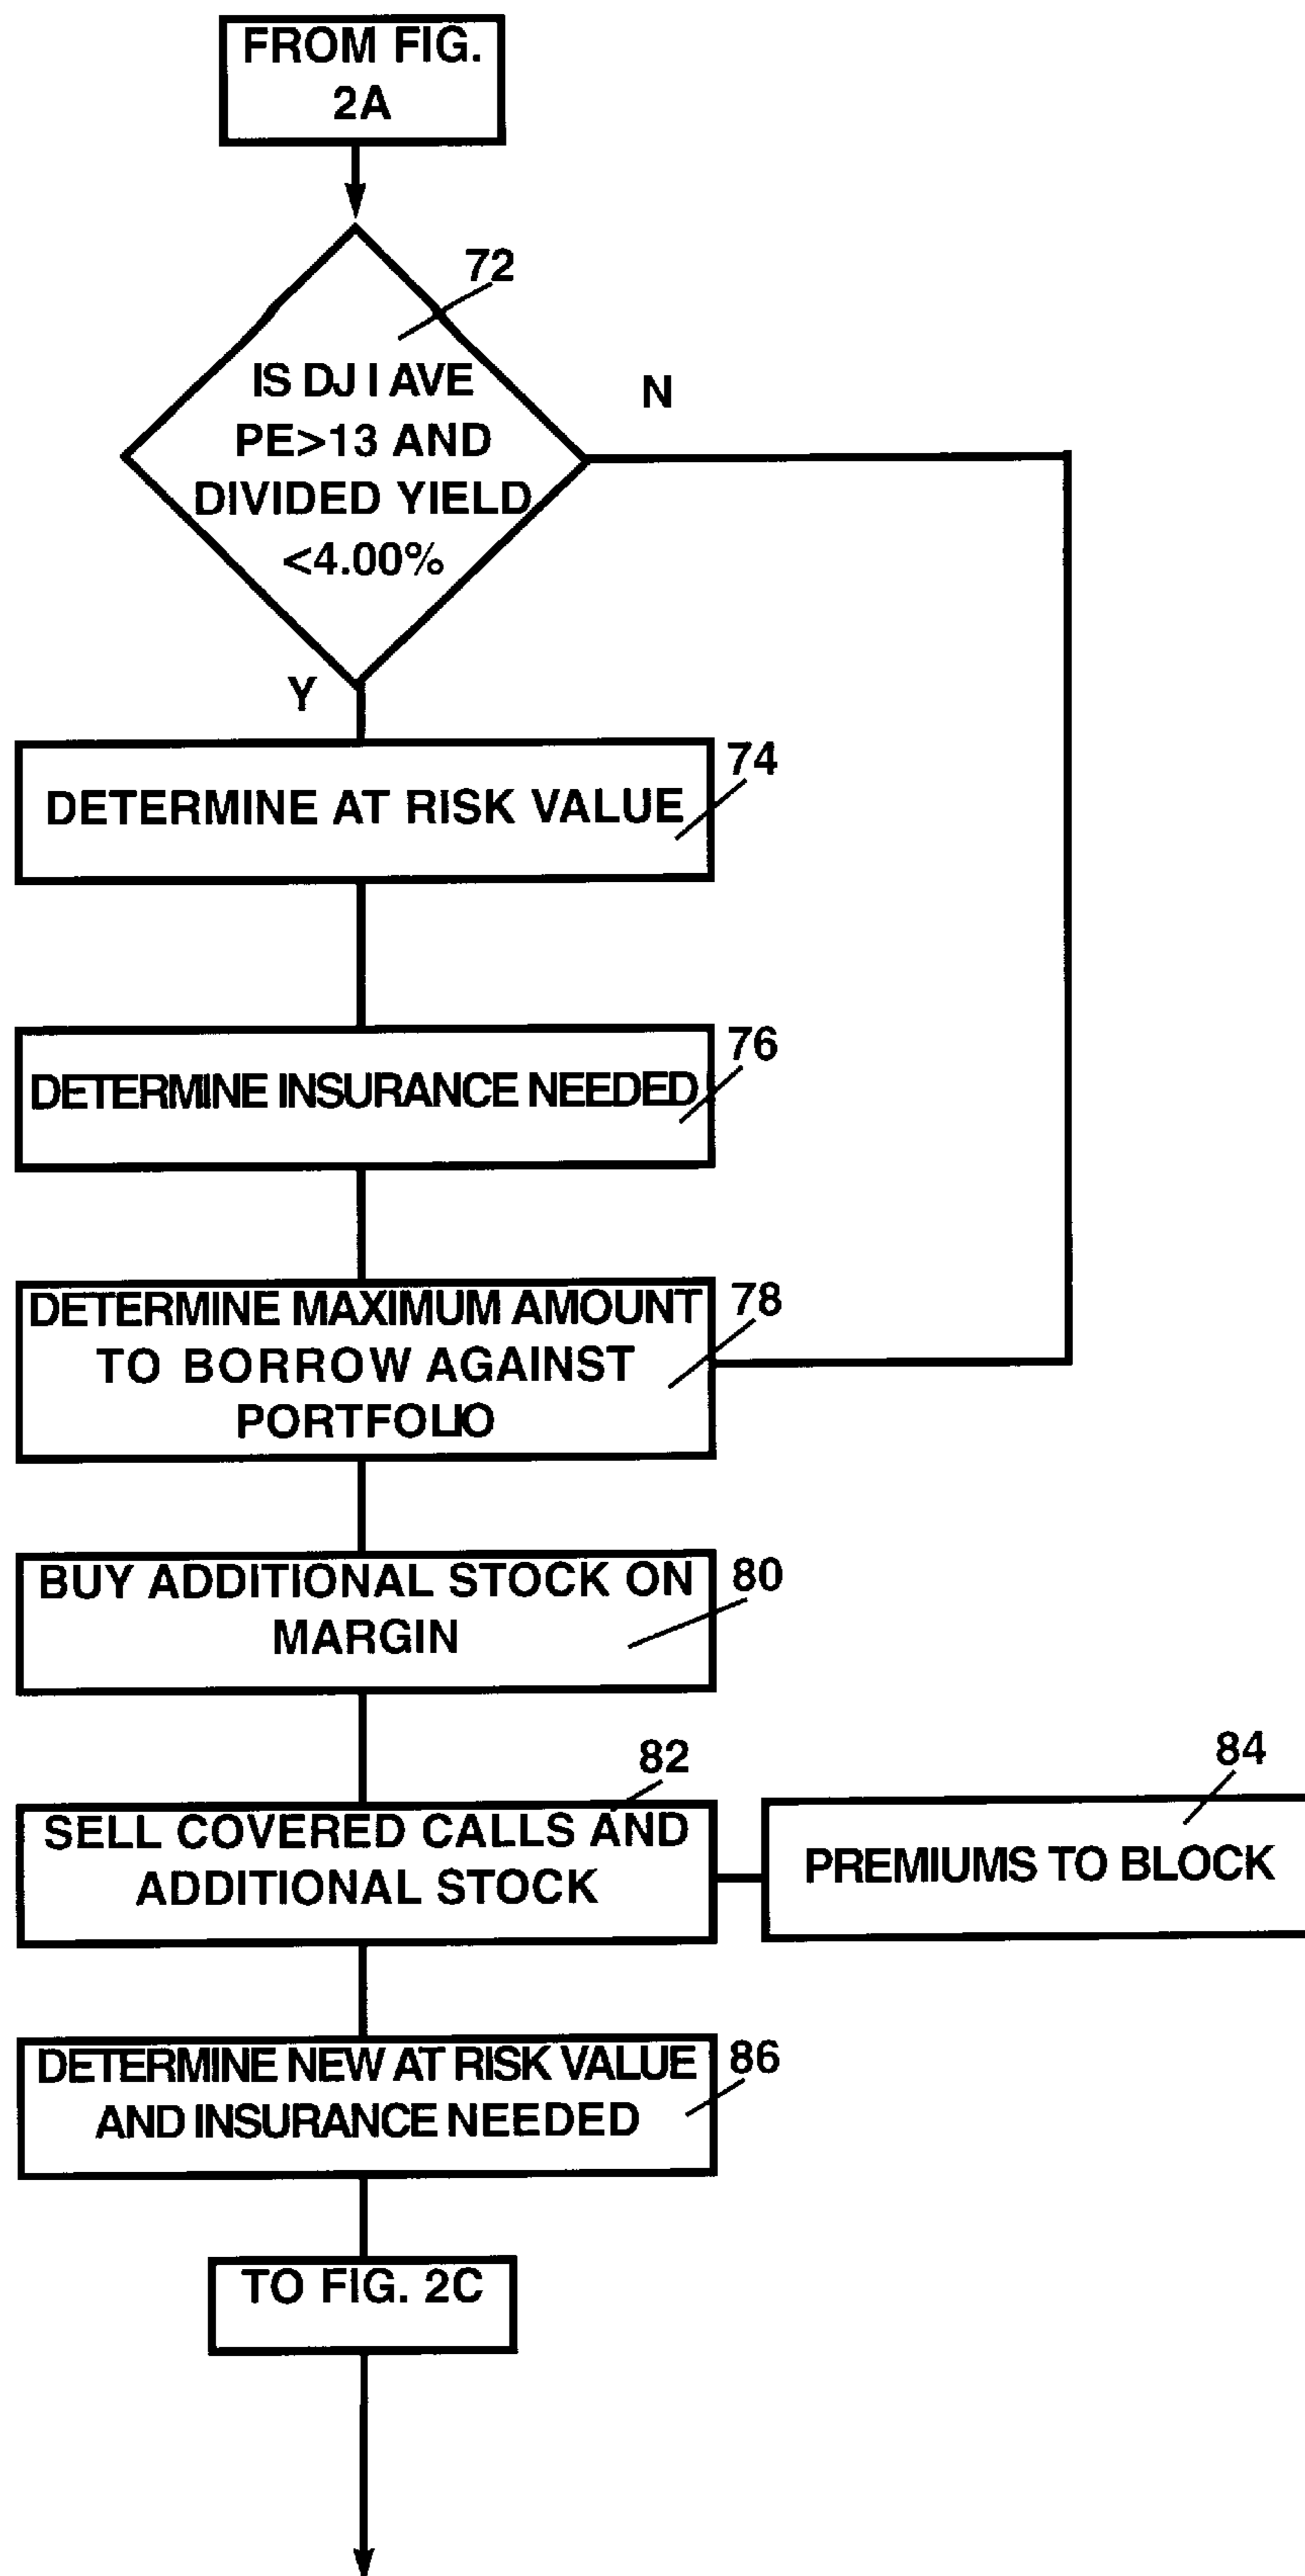 FROM FIG.
2A
72
IS DJ I AVE
PE>13 AND
DIVIDED YIELD
<4.00%
N
Y
74
DETERMINE AT RISK VALUE
76
DETERMINE INSURANCE NEEDED
78
DETERMINE MAXIMUM AMOUNT
TO BORROW AGAINST
PORTFOLIO
80
BUY ADDITIONAL STOCK ON
MARGIN
82
SELL COVERED CALLS AND
ADDITIONAL STOCK
84
PREMIUMS TO BLOCK
86
DETERMINE NEW AT RISK VALUE
AND INSURANCE NEEDED
TO FIG. 2C